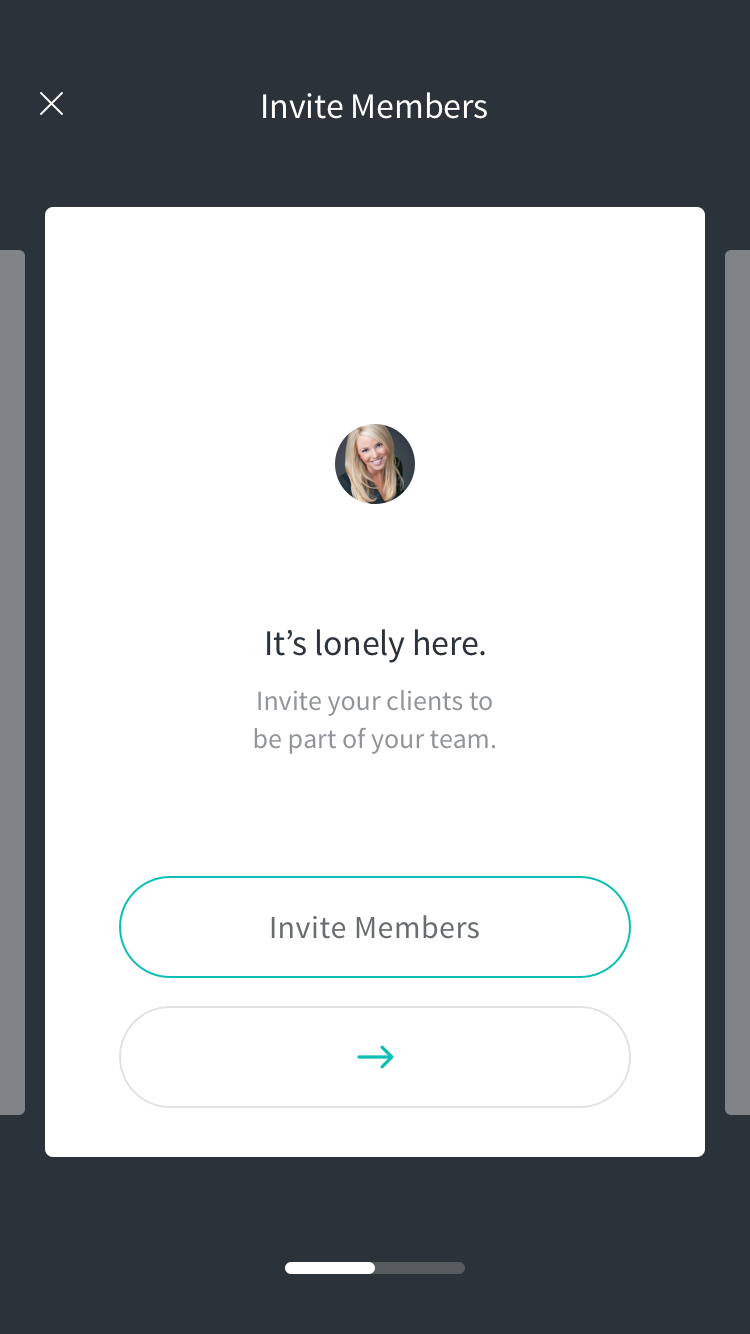 Invite Members
It’s lonely here.
Invite your clients to
be part of your team.
Invite Members